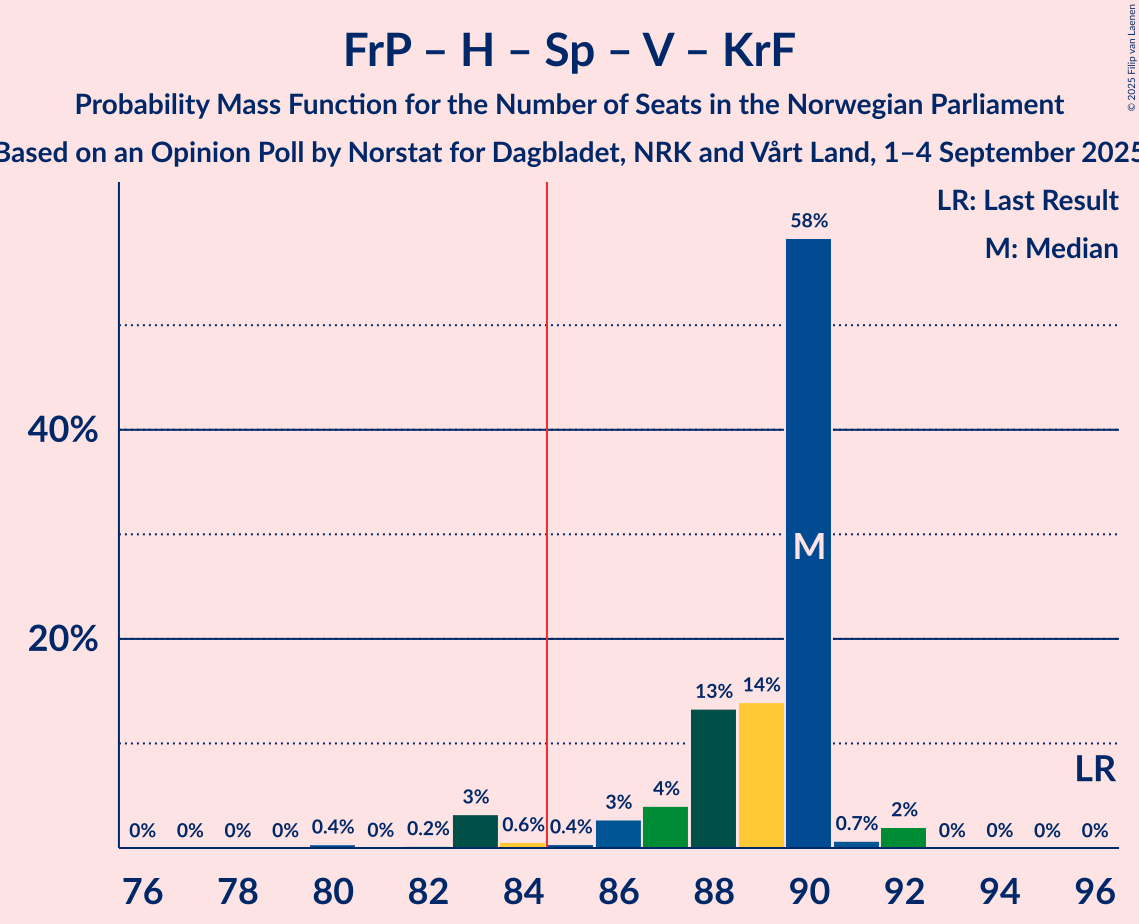 FrP – H – Sp – V – KrF
Probability Mass Function for the Number of Seats in the Norwegian Parliament
Based on an Opinion Poll by Norstat for Dagbladet, NRK and Vårt Land, 1–4 September 2025
© 2025 Filip van Laenen
LR: Last Result
M: Median
58%
40%
M
20%
13% 14%
LR
0% 0% 0% 0% 0.4% 0% 0.2% 3% 0.6% 0.4% 3% 4% 0.7% 2% 0% 0% 0% 0%
76 78 80 82 84 86 88 90 92 94 96